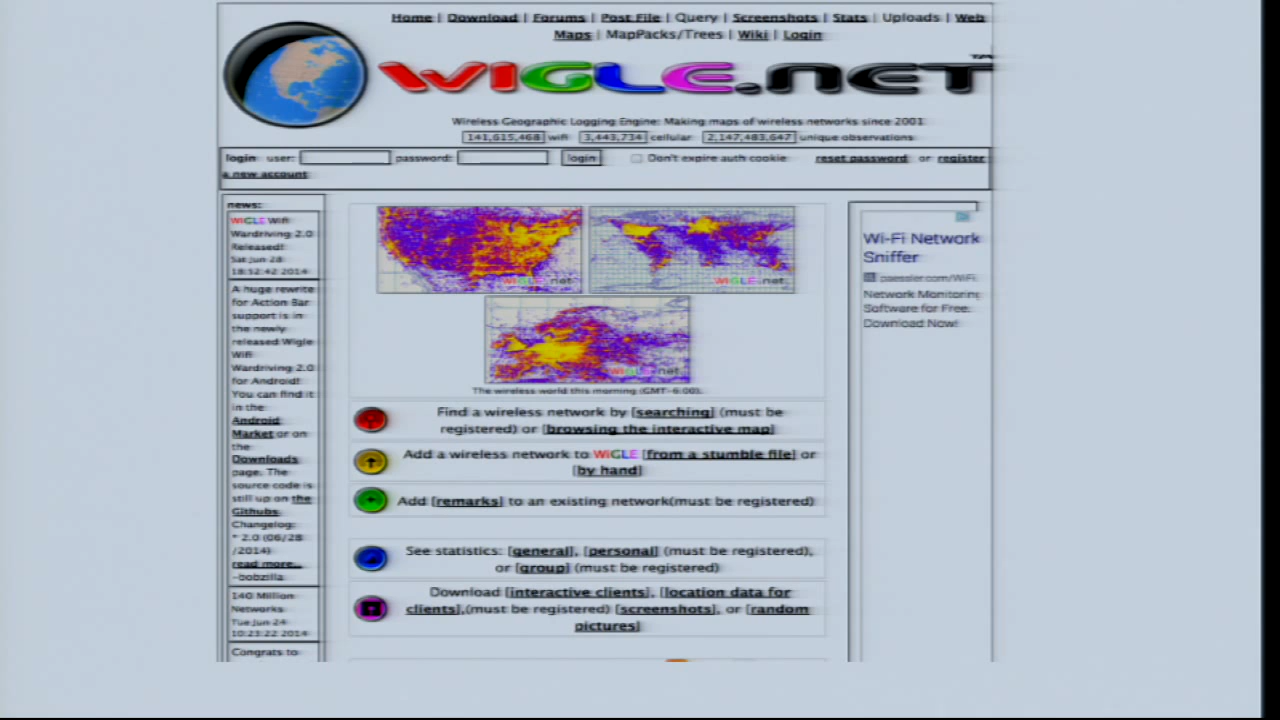 Home | Download | Forums | Post File | Query | Screenshots | Stats | Uploads | Web
Maps | MapPacks/Trees | Wiki | Login
WiGLE.NET
Wireless Geographic Logging Engine: Making maps of wireless networks since 2001
141,615,468 wifi 3,443,734 cellular 2,147,483,647 unique observations
login user: password: login Don't expire auth cookie reset password or register
a new account
news:
WiGLE Wifi
Wardriving 2.0
Released!
Sat Jun 28
18:52:42 2014
A huge rewrite
for Action Bar
support is in
the newly
released Wigle
Wifi
Wardriving 2.0
for Android!
You can find it
in the
Android
Market or on
the
Downloads
page. The
source code is
still up on the
Githubs
Changelog:
* 2.0 (06/28
/2014)
read more...
-bobzilla
140 Million
Networks
Tue Jun 24
10:23:22 2014
Congrats to
WiGLE.net
WiGLE.net
WiGLE.net
The wireless world this morning (GMT-6:00).
Find a wireless network by [searching] (must be
registered) or [browsing the interactive map]
Add a wireless network to WiGLE [from a stumble file] or
[by hand]
Add [remarks] to an existing network(must be registered)
See statistics: [general], [personal] (must be registered),
or [group] (must be registered)
Download [interactive clients], [location data for
clients],(must be registered) [screenshots], or [random
pictures]
Wi-Fi Network
Sniffer
paessler.com/WiFi
Network Monitoring
Software for Free.
Download Now!